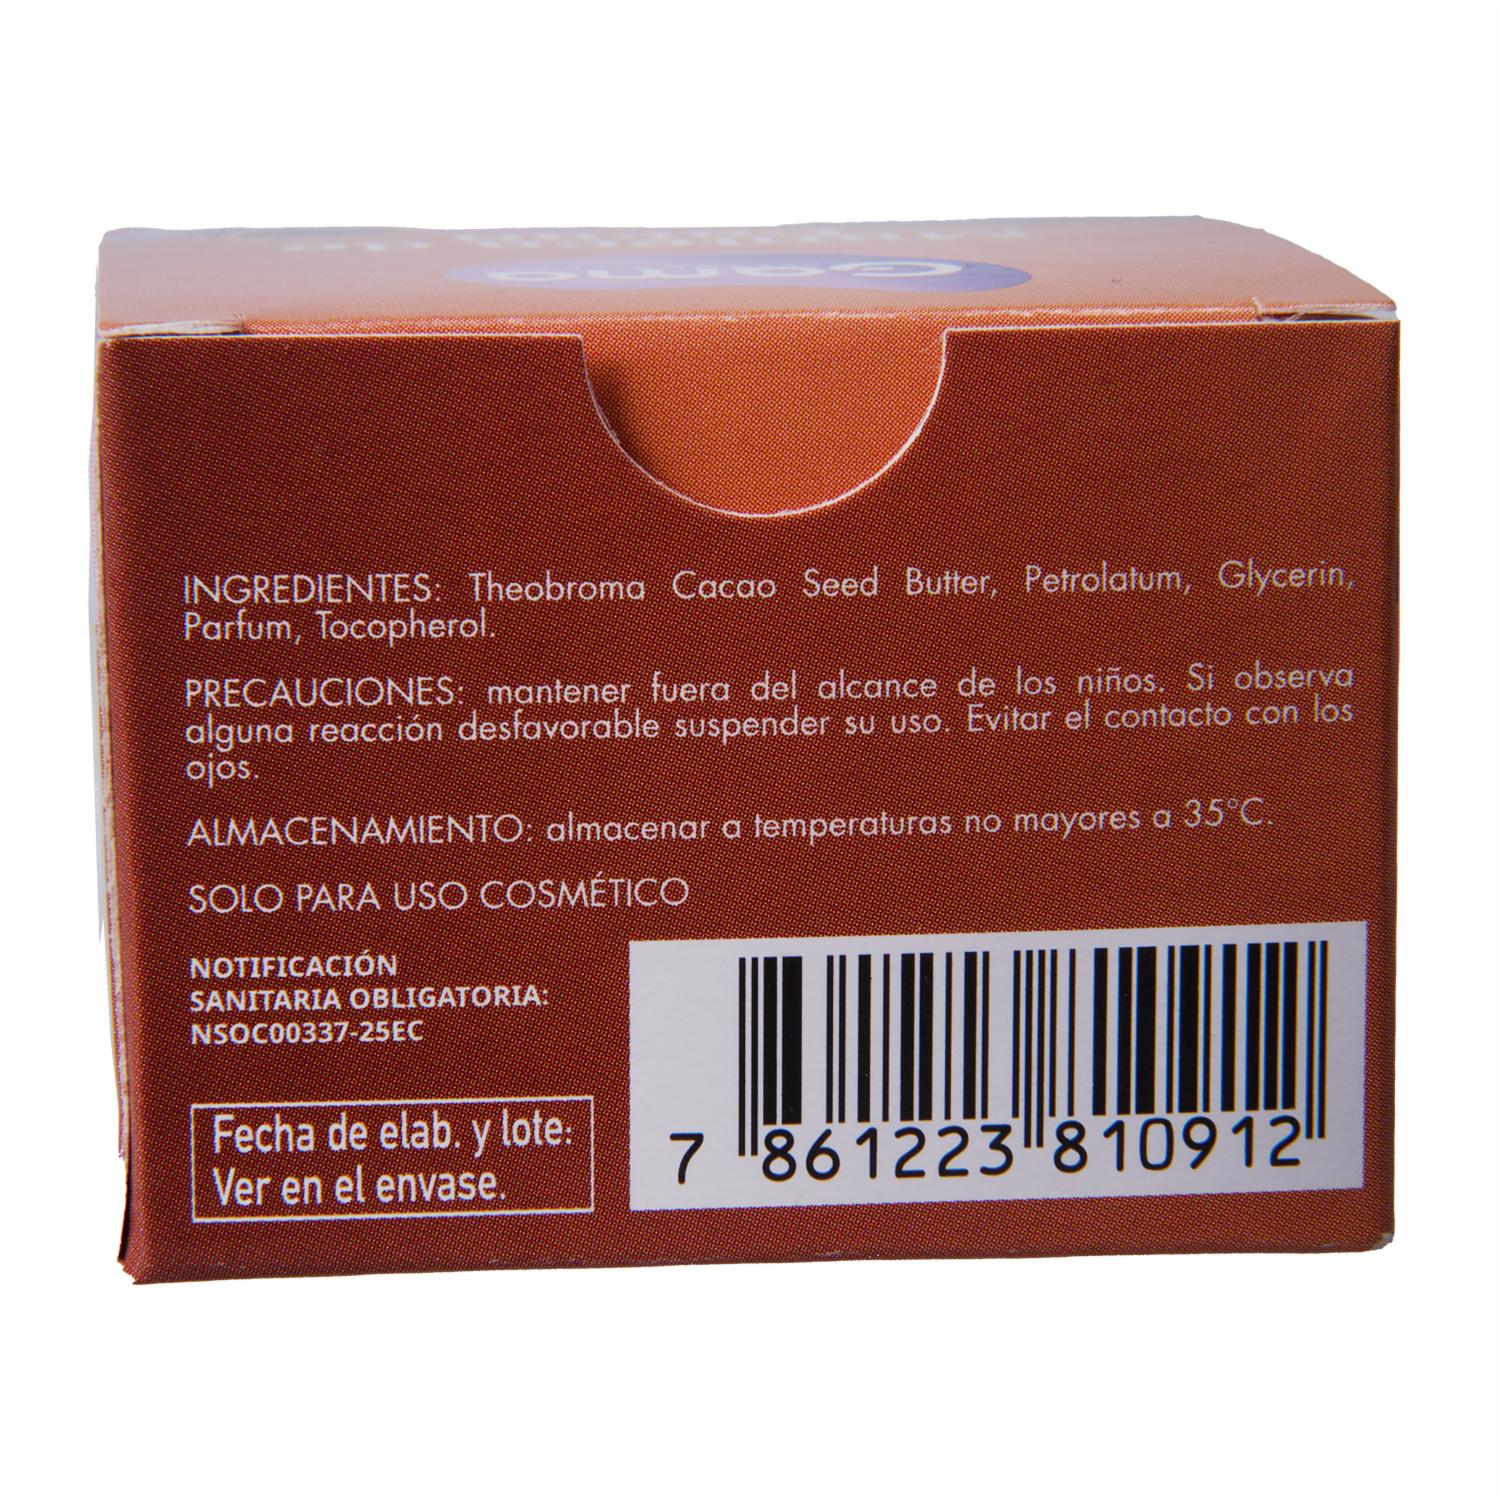 Manteca de
Gama
INGREDIENTES: Theobroma Cacao Seed Butter, Petrolatum, Glycerin,
Parfum, Tocopherol.
PRECAUCIONES: mantener fuera del alcance de los niños. Si observa
alguna reacción desfavorable suspender su uso. Evitar el contacto con los
ojos.
ALMACENAMIENTO: almacenar a temperaturas no mayores a 35°C.
SOLO PARA USO COSMÉTICO
NOTIFICACIÓN
SANITARIA OBLIGATORIA:
NSOC00337-25EC
Fecha de elab. y lote:
Ver en el envase.
7 861223 810912